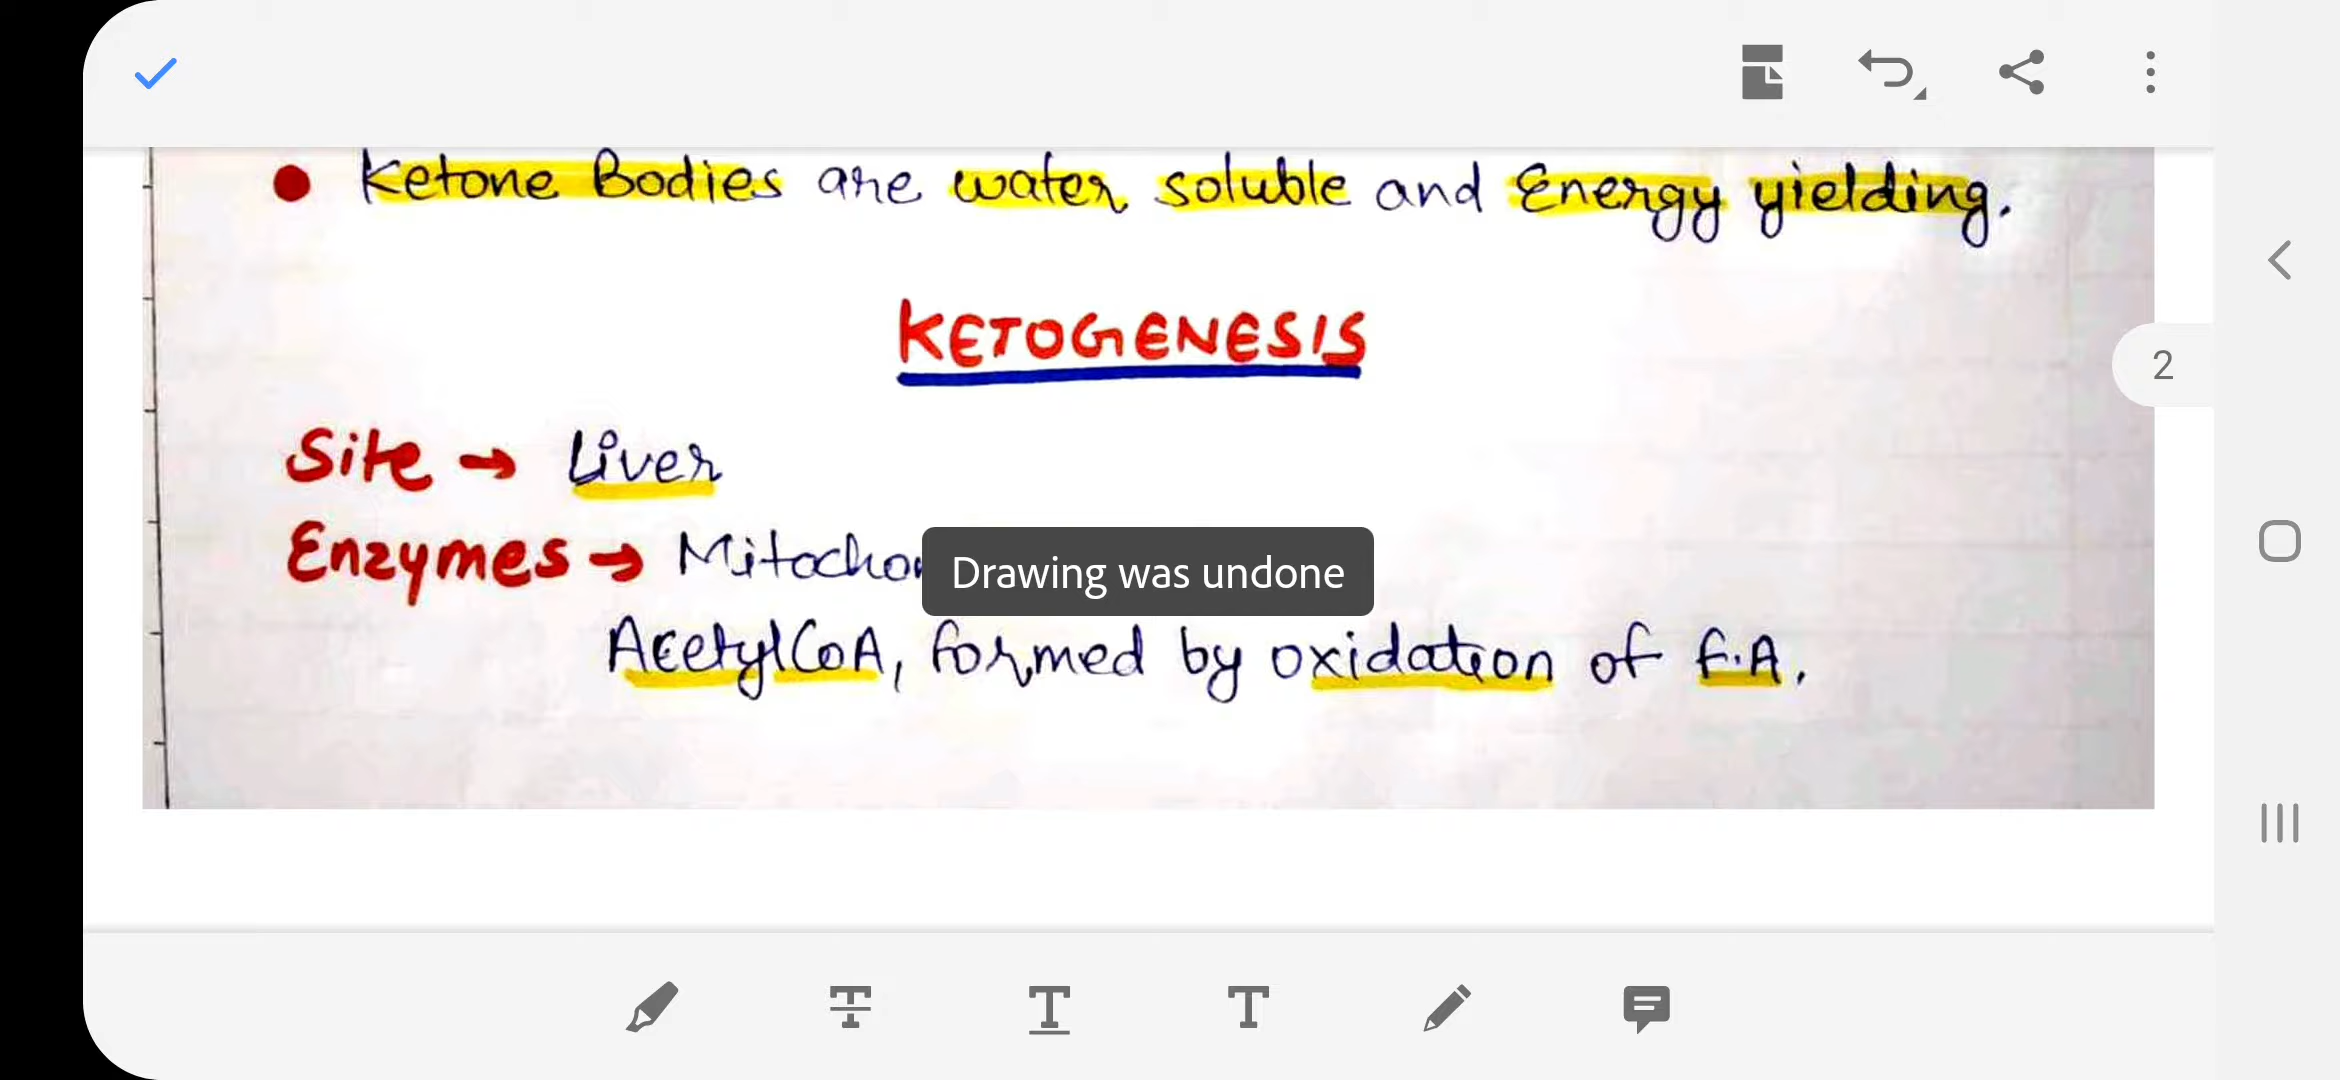 ● Ketone Bodies are water soluble and Energy yielding.
KETOGENESIS
2
Site → Liver
Enzymes →
Drawing was undone
AcetylCoA, formed by oxidation of F.A.
T T T